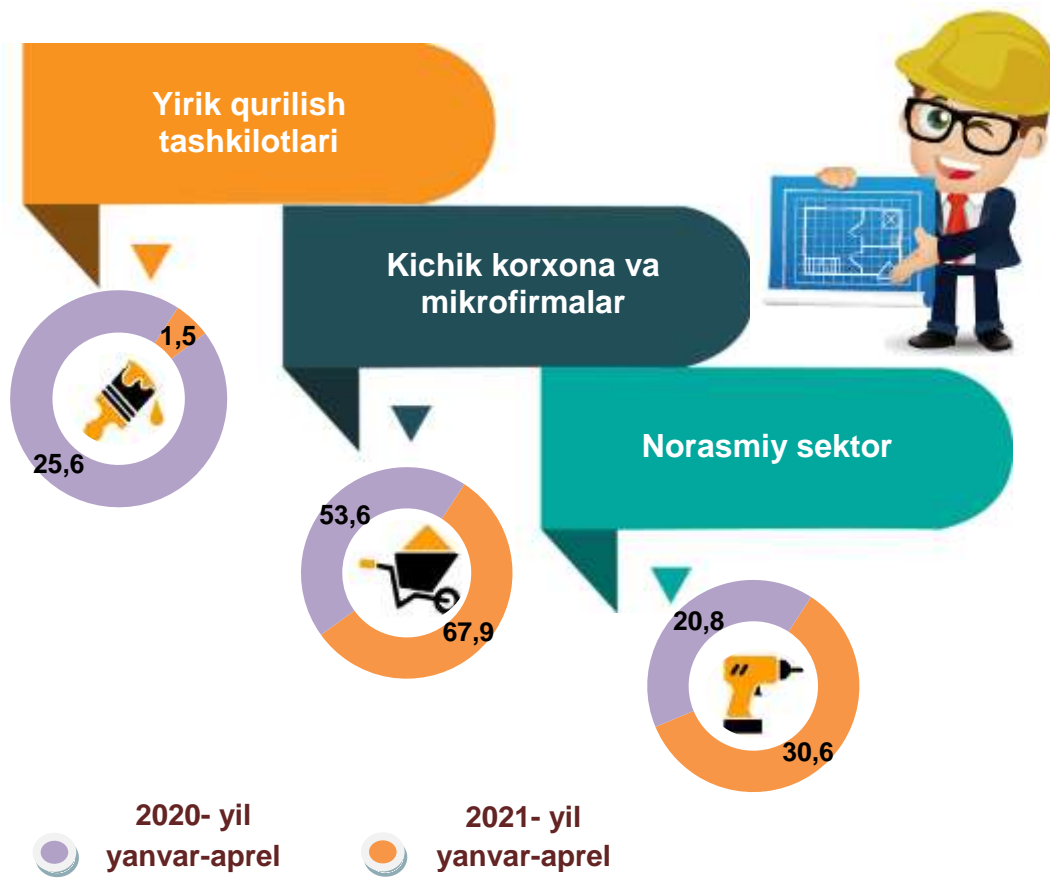 Yirik qurilish
tashkilotlari
Kichik korxona va
mikrofirmalar
1,5
25,6
Norasmiy sektor
53,6
67,9
20,8
30,6
2020- yil
yanvar-aprel
2021- yil
yanvar-aprel